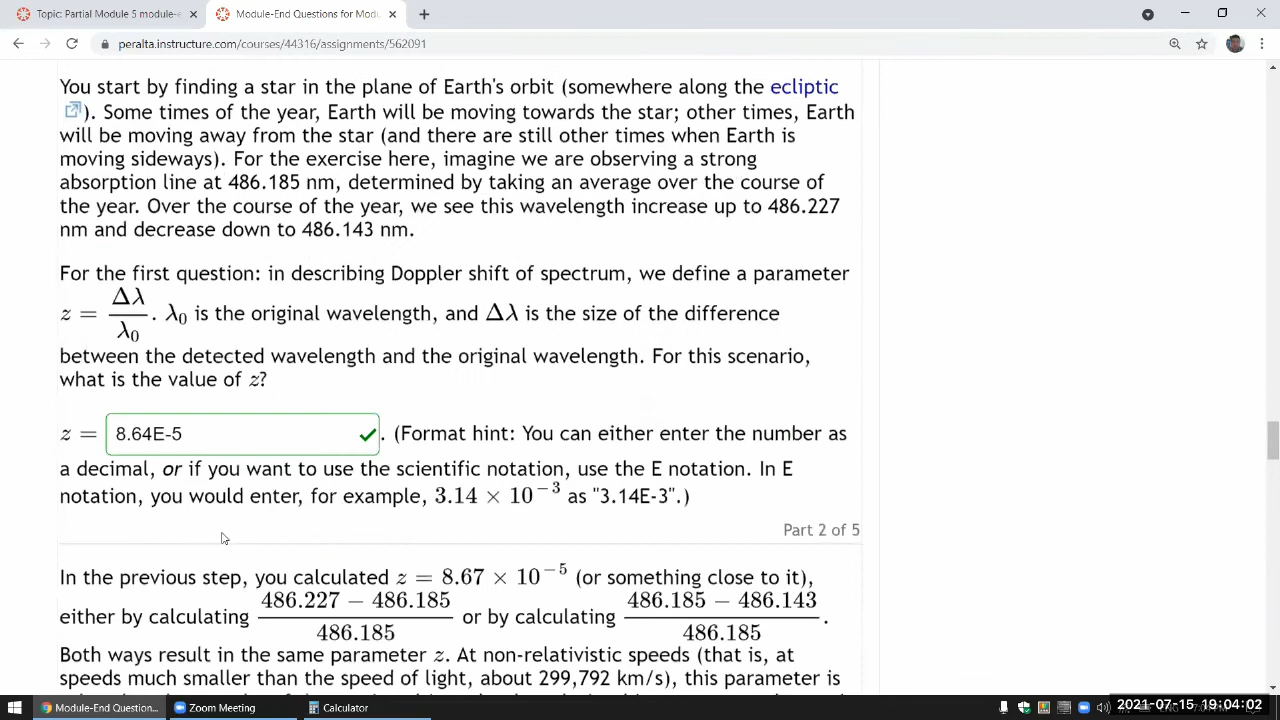 Topic Partial 5 module-
Module-End Questions for Modu
peralta.instructure.com/courses/44316/assignments/562091
You start by finding a star in the plane of Earth's orbit (somewhere along the ecliptic
). Some times of the year, Earth will be moving towards the star; other times, Earth
will be moving away from the star (and there are still other times when Earth is
moving sideways). For the exercise here, imagine we are observing a strong
absorption line at 486.185 nm, determined by taking an average over the course of
the year. Over the course of the year, we see this wavelength increase up to 486.227
nm and decrease down to 486.143 nm.
For the first question: in describing Doppler shift of spectrum, we define a parameter
z = Δλ/λ₀. λ₀ is the original wavelength, and Δλ is the size of the difference
between the detected wavelength and the original wavelength. For this scenario,
what is the value of z?
z = 8.64E-5 . (Format hint: You can either enter the number as
a decimal, or if you want to use the scientific notation, use the E notation. In E
notation, you would enter, for example, 3.14 × 10⁻³ as "3.14E-3".)
Part 2 of 5
In the previous step, you calculated z = 8.67 × 10⁻⁵ (or something close to it),
either by calculating (486.227 − 486.185)/486.185 or by calculating (486.185 − 486.143)/486.185.
Both ways result in the same parameter z. At non-relativistic speeds (that is, at
speeds much smaller than the speed of light, about 299,792 km/s), this parameter is
Module-End Question...
Zoom Meeting
Calculator
2021-07-15 19:04:02